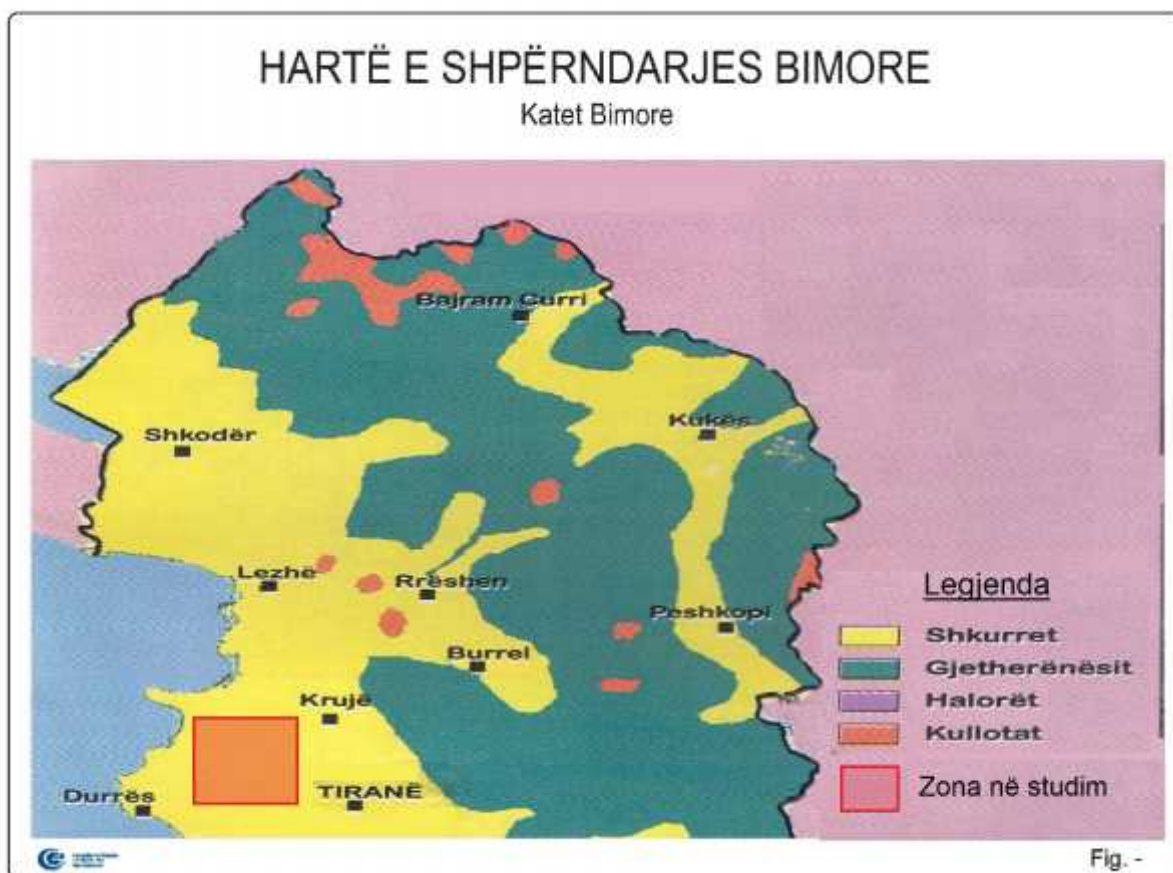 HARTË E SHPËRNDARJES BIMORE
Katet Bimore
Bajram Curri
Shkodër
Kukës
Lezhë
Rrëshen
Peshkopi
Burrel
Krujë
Durrës
TIRANË
Legjenda
Shkurret
Gjetherënësit
Halorët
Kullotat
Zona në studim
Fig. -